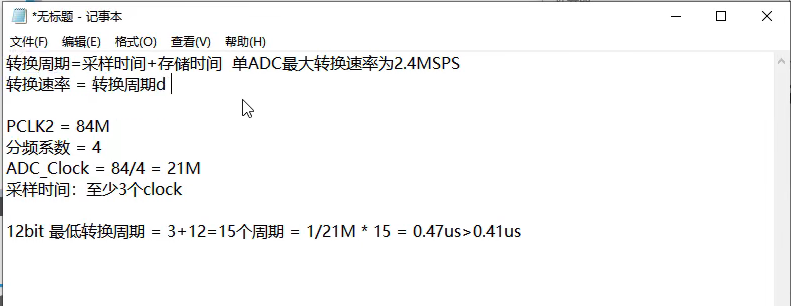 *无标题 - 记事本
文件(F) 编辑(E) 格式(O) 查看(V) 帮助(H)
转换周期=采样时间+存储时间 单ADC最大转换速率为2.4MSPS
转换速率 = 转换周期d
PCLK2 = 84M
分频系数 = 4
ADC_Clock = 84/4 = 21M
采样时间：至少3个clock
12bit 最低转换周期 = 3+12=15个周期 = 1/21M * 15 = 0.47us>0.41us